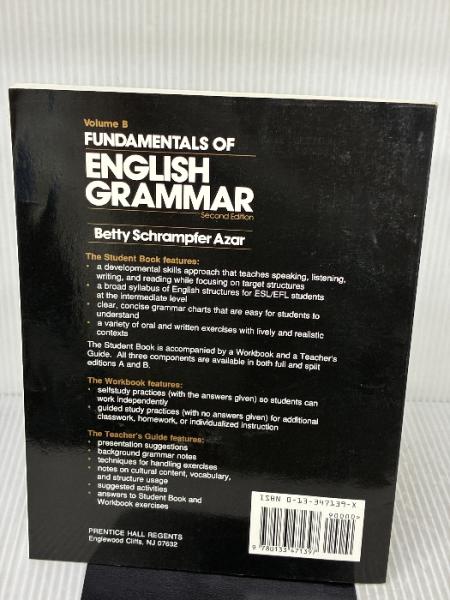 Volume B
FUNDAMENTALS OF
ENGLISH
GRAMMAR
Second Edition
Betty Schrampfer Azar
The Student Book features:
• a developmental skills approach that teaches speaking, listening,
writing, and reading while focusing on target structures
• a broad syllabus of English structures for ESL/EFL students
at the intermediate level
• clear, concise grammar charts that are easy for students to
understand
• a variety of oral and written exercises with lively and realistic
contexts
The Student Book is accompanied by a Workbook and a Teacher's
Guide. All three components are available in both full and split
editions A and B.
The Workbook features:
• selfstudy practices (with the answers given) so students can
work independently
• guided study practices (with no answers given) for additional
classwork, homework, or individualized instruction
The Teacher's Guide features:
• presentation suggestions
• background grammar notes
• techniques for handling exercises
• notes on cultural content, vocabulary,
and structure usage
• suggested activities
• answers to Student Book and
Workbook exercises
PRENTICE HALL REGENTS
Englewood Cliffs, NJ 07632
ISBN 0-13-347139-X
90000>
9 780133 471397